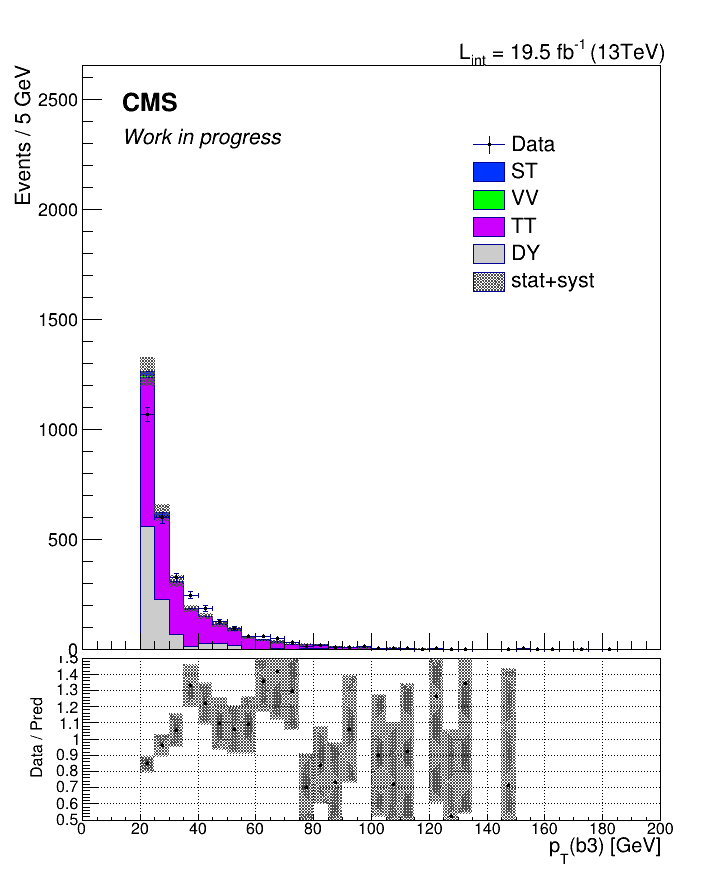 L_int = 19.5 fb^-1 (13TeV)
Events / 5 GeV
2500
2000
1500
1000
500
0
CMS
Work in progress
Data
ST
VV
TT
DY
stat+syst
Data / Pred
1.5
1.4
1.3
1.2
1.1
1
0.9
0.8
0.7
0.6
0.5
0 20 40 60 80 100 120 140 160 180 200
p_T(b3) [GeV]